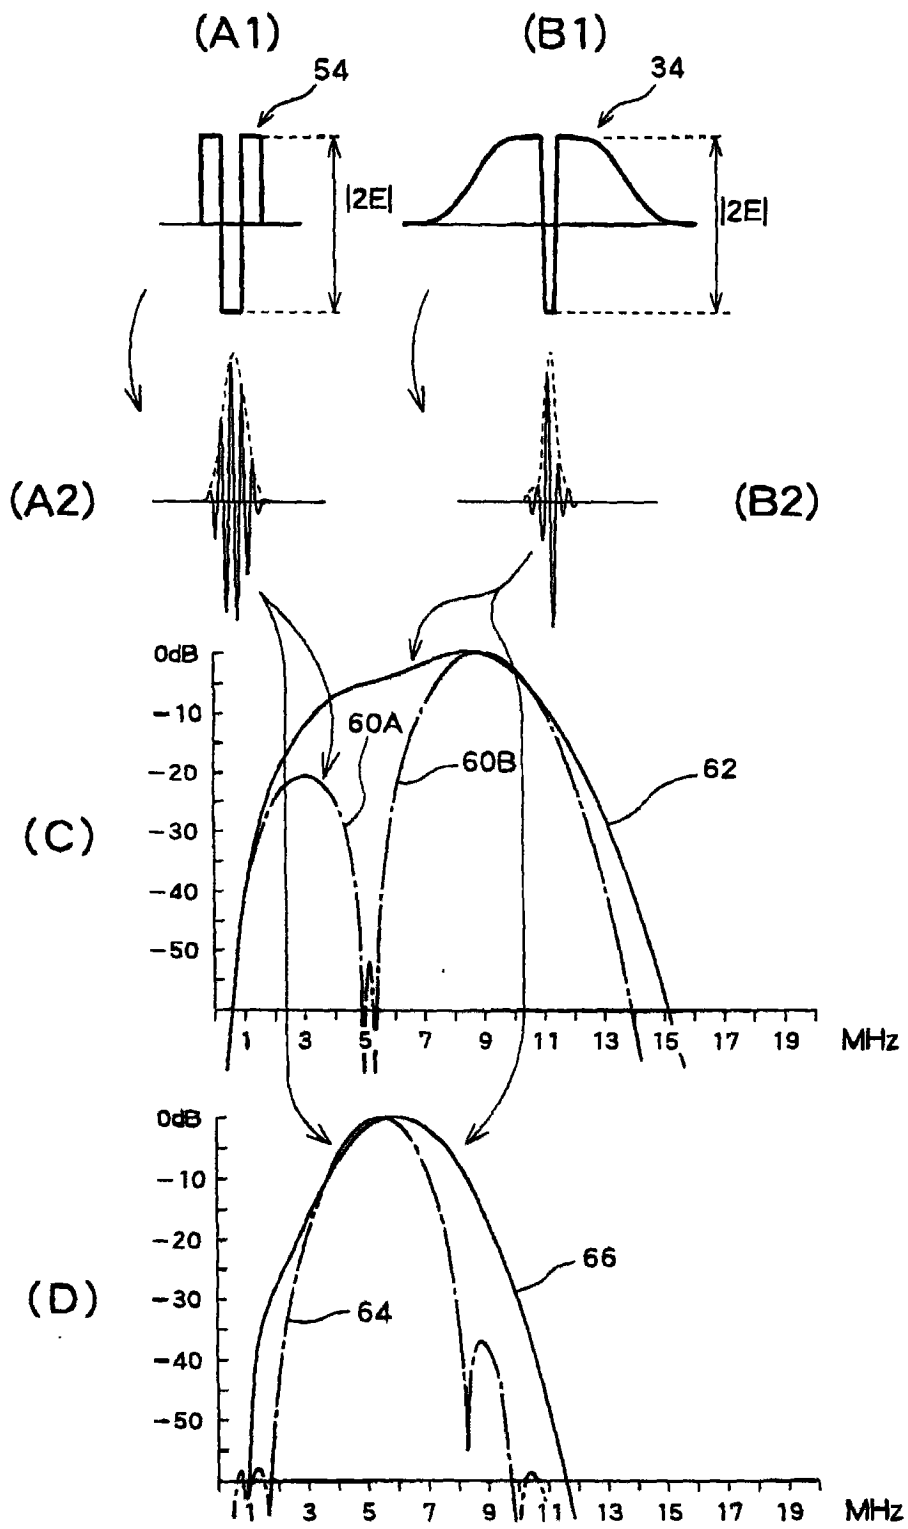 (A1) (B1)
54 34
|2E| |2E|
(A2) (B2)
0dB
-10
60A
60B
62
-20
(C)
-30
-40
-50
1 3 5 7 9 11 13 15 17 19 MHz
0dB
-10
-20
66
(D)
-30
64
-40
-50
1 3 5 7 9 11 13 15 17 19 MHz